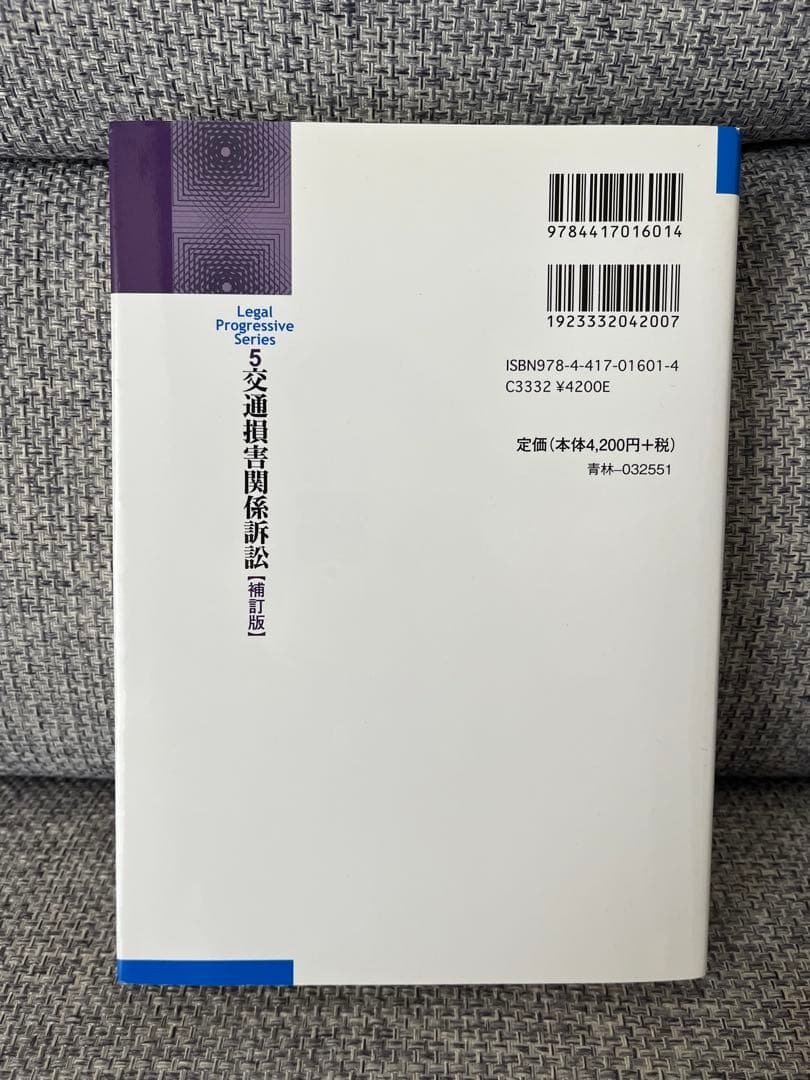 Legal
Progressive
Series
5 交通損害関係訴訟【補訂版】
9784417016014
1923332042007
ISBN978-4-417-01601-4
C3332 ¥4200E
定価(本体4,200円+税)
青林–032551